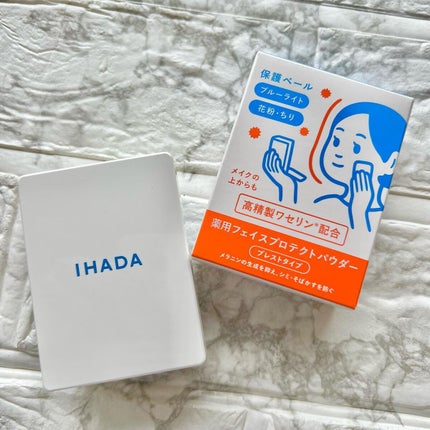 IHADA
保護ベール
ブルーライト
花粉・ちり
メイクの
上からも
高精製ワセリン*配合
薬用フェイスプロテクトパウダー
プレストタイプ
メラニンの生成を抑え、シミ・そばかすを防ぐ